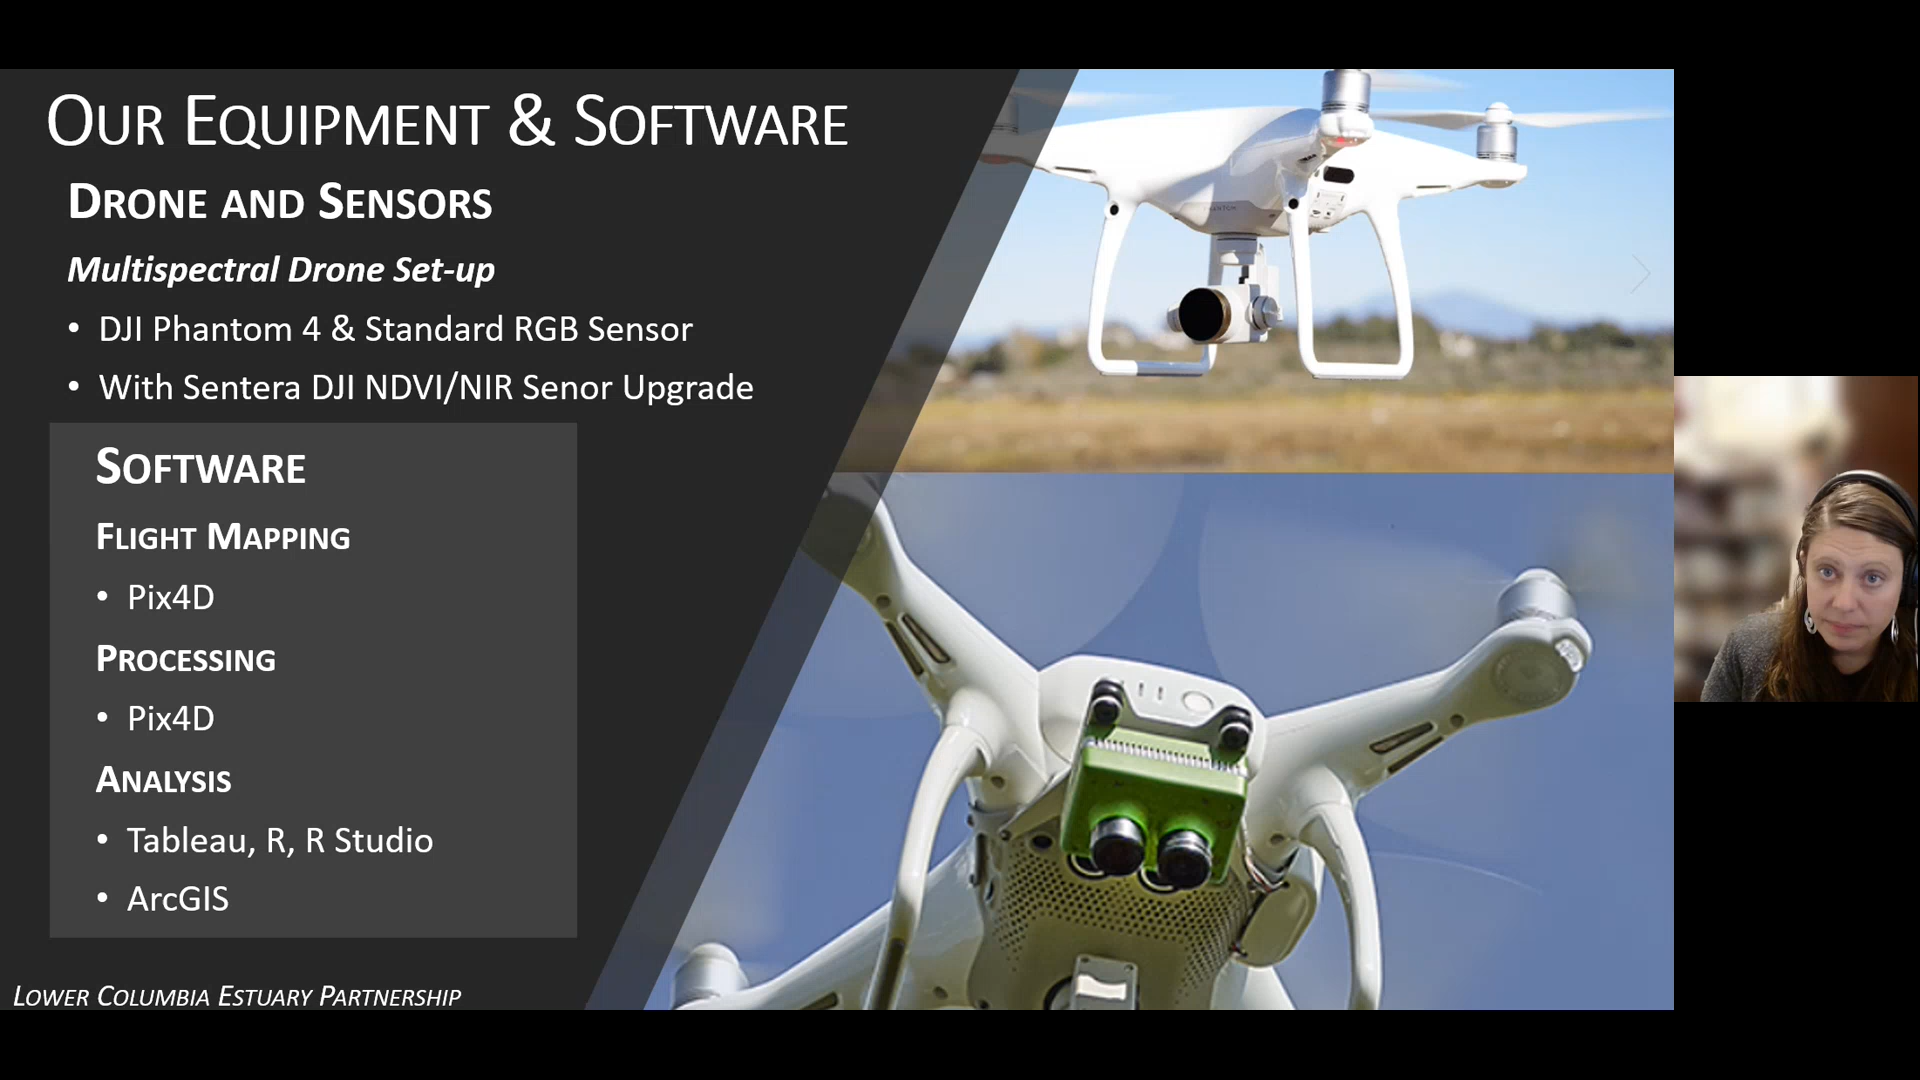 OUR EQUIPMENT & SOFTWARE
DRONE AND SENSORS
Multispectral Drone Set-up
• DJI Phantom 4 & Standard RGB Sensor
• With Sentera DJI NDVI/NIR Senor Upgrade
SOFTWARE
FLIGHT MAPPING
• Pix4D
PROCESSING
• Pix4D
ANALYSIS
• Tableau, R, R Studio
• ArcGIS
LOWER COLUMBIA ESTUARY PARTNERSHIP